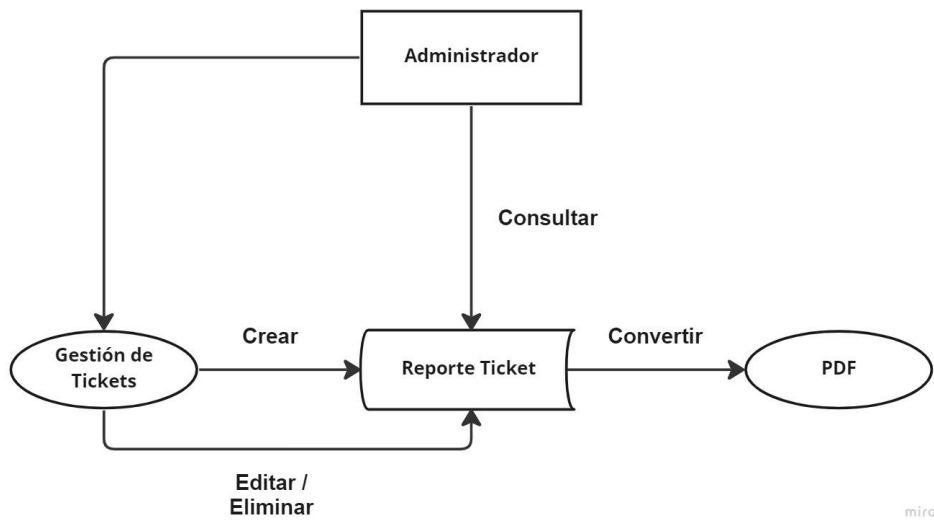 Administrador
Consultar
Crear
Convertir
Gestión de
Tickets
Reporte Ticket
PDF
Editar /
Eliminar
miro